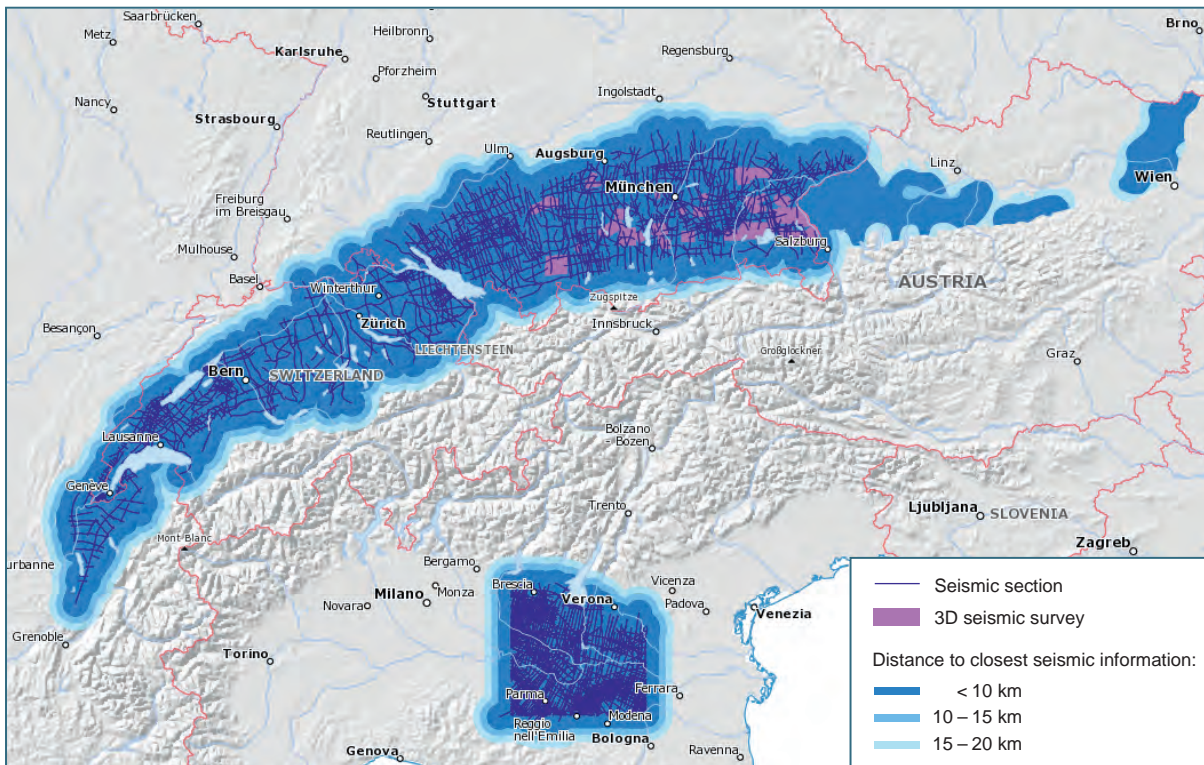 Saarbrücken
Heilbronn
Brno
Metz
Karlsruhe
Regensburg
Pforzheim
Ingolstadt
Stuttgart
Nancy
Strasbourg
Reutlingen
Ulm
Augsburg
Linz
Wien
München
Freiburg
im Breisgau
Mulhouse
Salzburg
Basel
Winterthur
AUSTRIA
Zugspitze
Besançon
Zürich
Innsbruck
LIECHTENSTEIN
Großglockner
Graz
Bern
SWITZERLAND
Lausanne
Bolzano
- Bozen
Genève
Trento
Ljubljana
SLOVENIA
Mont Blanc
Zagreb
urbanne
Bergamo
Brescia
Vicenza
Milano
Monza
Novara
Verona
Padova
Venezia
Grenoble
Torino
Parma
Ferrara
Reggio
nell'Emilia
Modena
Bologna
Genova
Ravenna
Seismic section
3D seismic survey
Distance to closest seismic information:
< 10 km
10 – 15 km
15 – 20 km